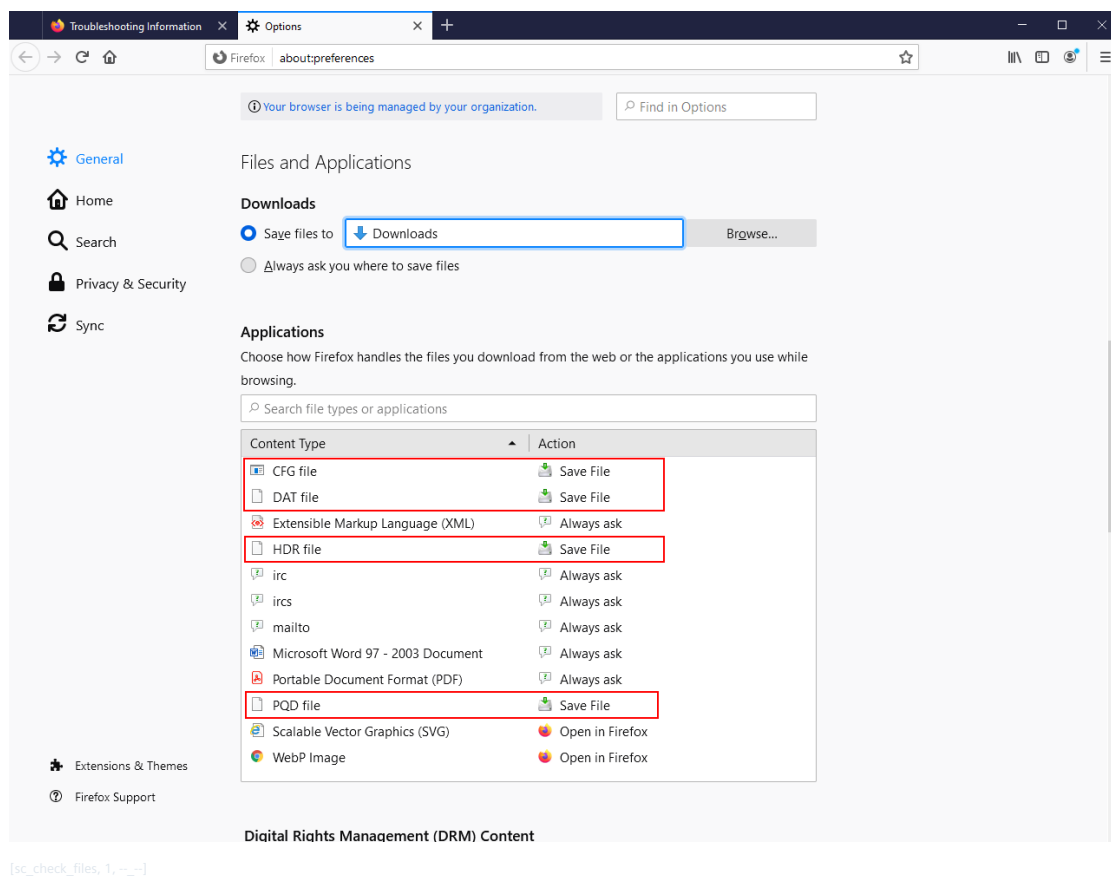 Troubleshooting Information
Options
Firefox about:preferences
Your browser is being managed by your organization.
Find in Options
General
Home
Search
Privacy & Security
Sync
Extensions & Themes
Firefox Support
Files and Applications
Downloads
Save files to Downloads Browse...
Always ask you where to save files
Applications
Choose how Firefox handles the files you download from the web or the applications you use while
browsing.
Search file types or applications
Content Type Action
CFG file Save File
DAT file Save File
Extensible Markup Language (XML) Always ask
HDR file Save File
irc Always ask
ircs Always ask
mailto Always ask
Microsoft Word 97 - 2003 Document Always ask
Portable Document Format (PDF) Always ask
PQD file Save File
Scalable Vector Graphics (SVG) Open in Firefox
WebP Image Open in Firefox
Digital Rights Management (DRM) Content
[sc_check_files, 1, --_--]